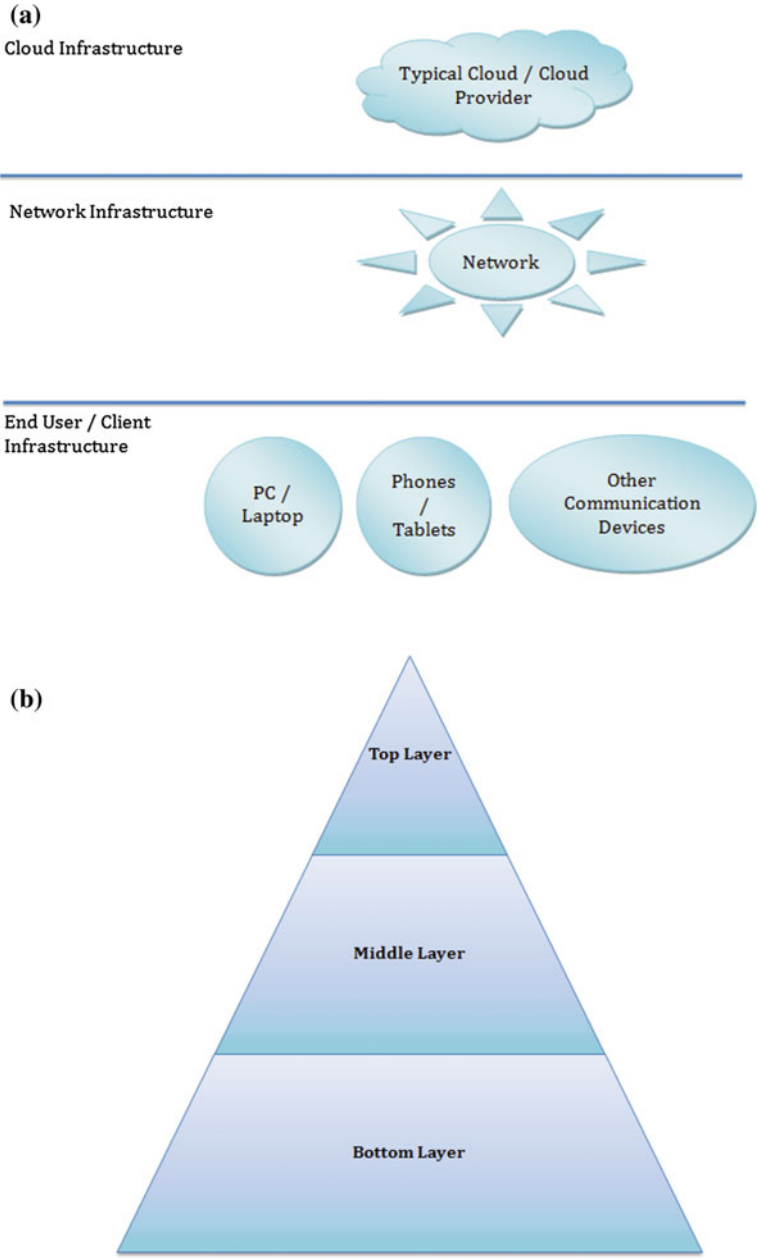 (a)
Cloud Infrastructure
Typical Cloud / Cloud
Provider
Network Infrastructure
Network
End User / Client
Infrastructure
PC /
Laptop
Phones
/
Tablets
Other
Communication
Devices
(b)
Top Layer
Middle Layer
Bottom Layer